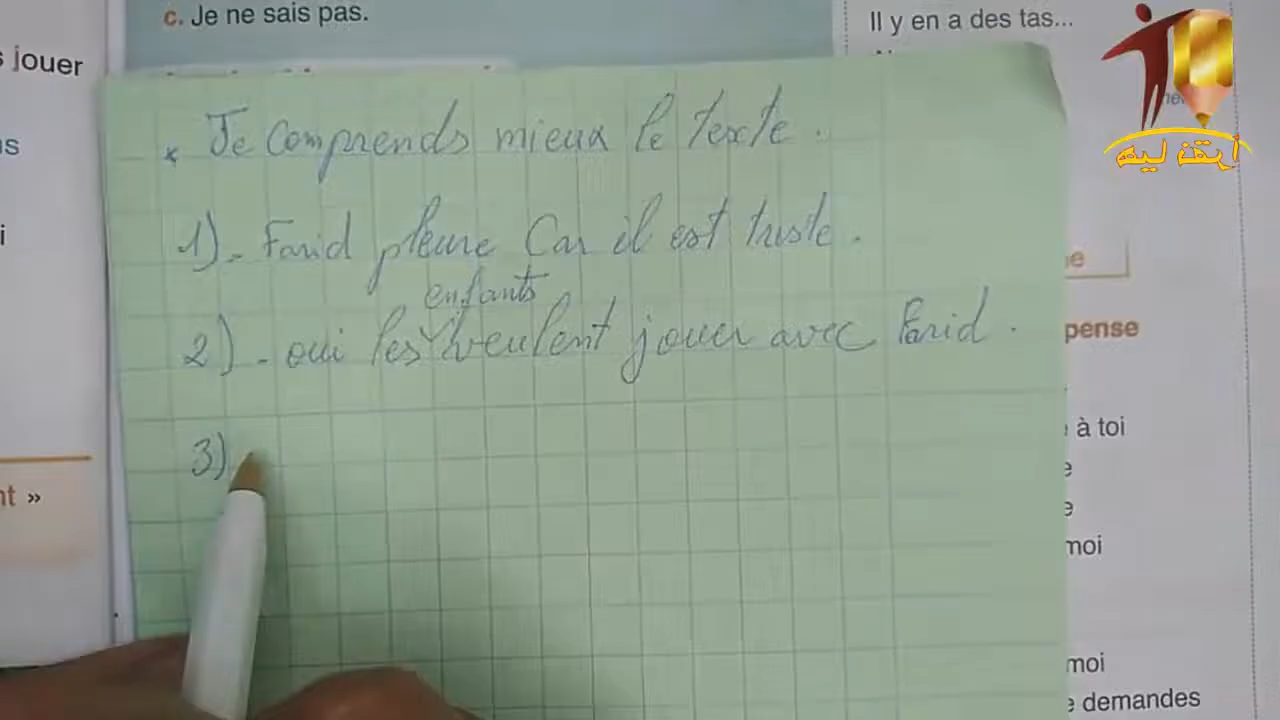 c. Je ne sais pas.
Il y en a des tas...
jouer
* Je comprends mieux le texte.
1)- Farid pleure Car il est triste.
enfants
2)- oui les veulent jouer avec Farid.
3)
pense
à toi
moi
moi
demandes
nt »